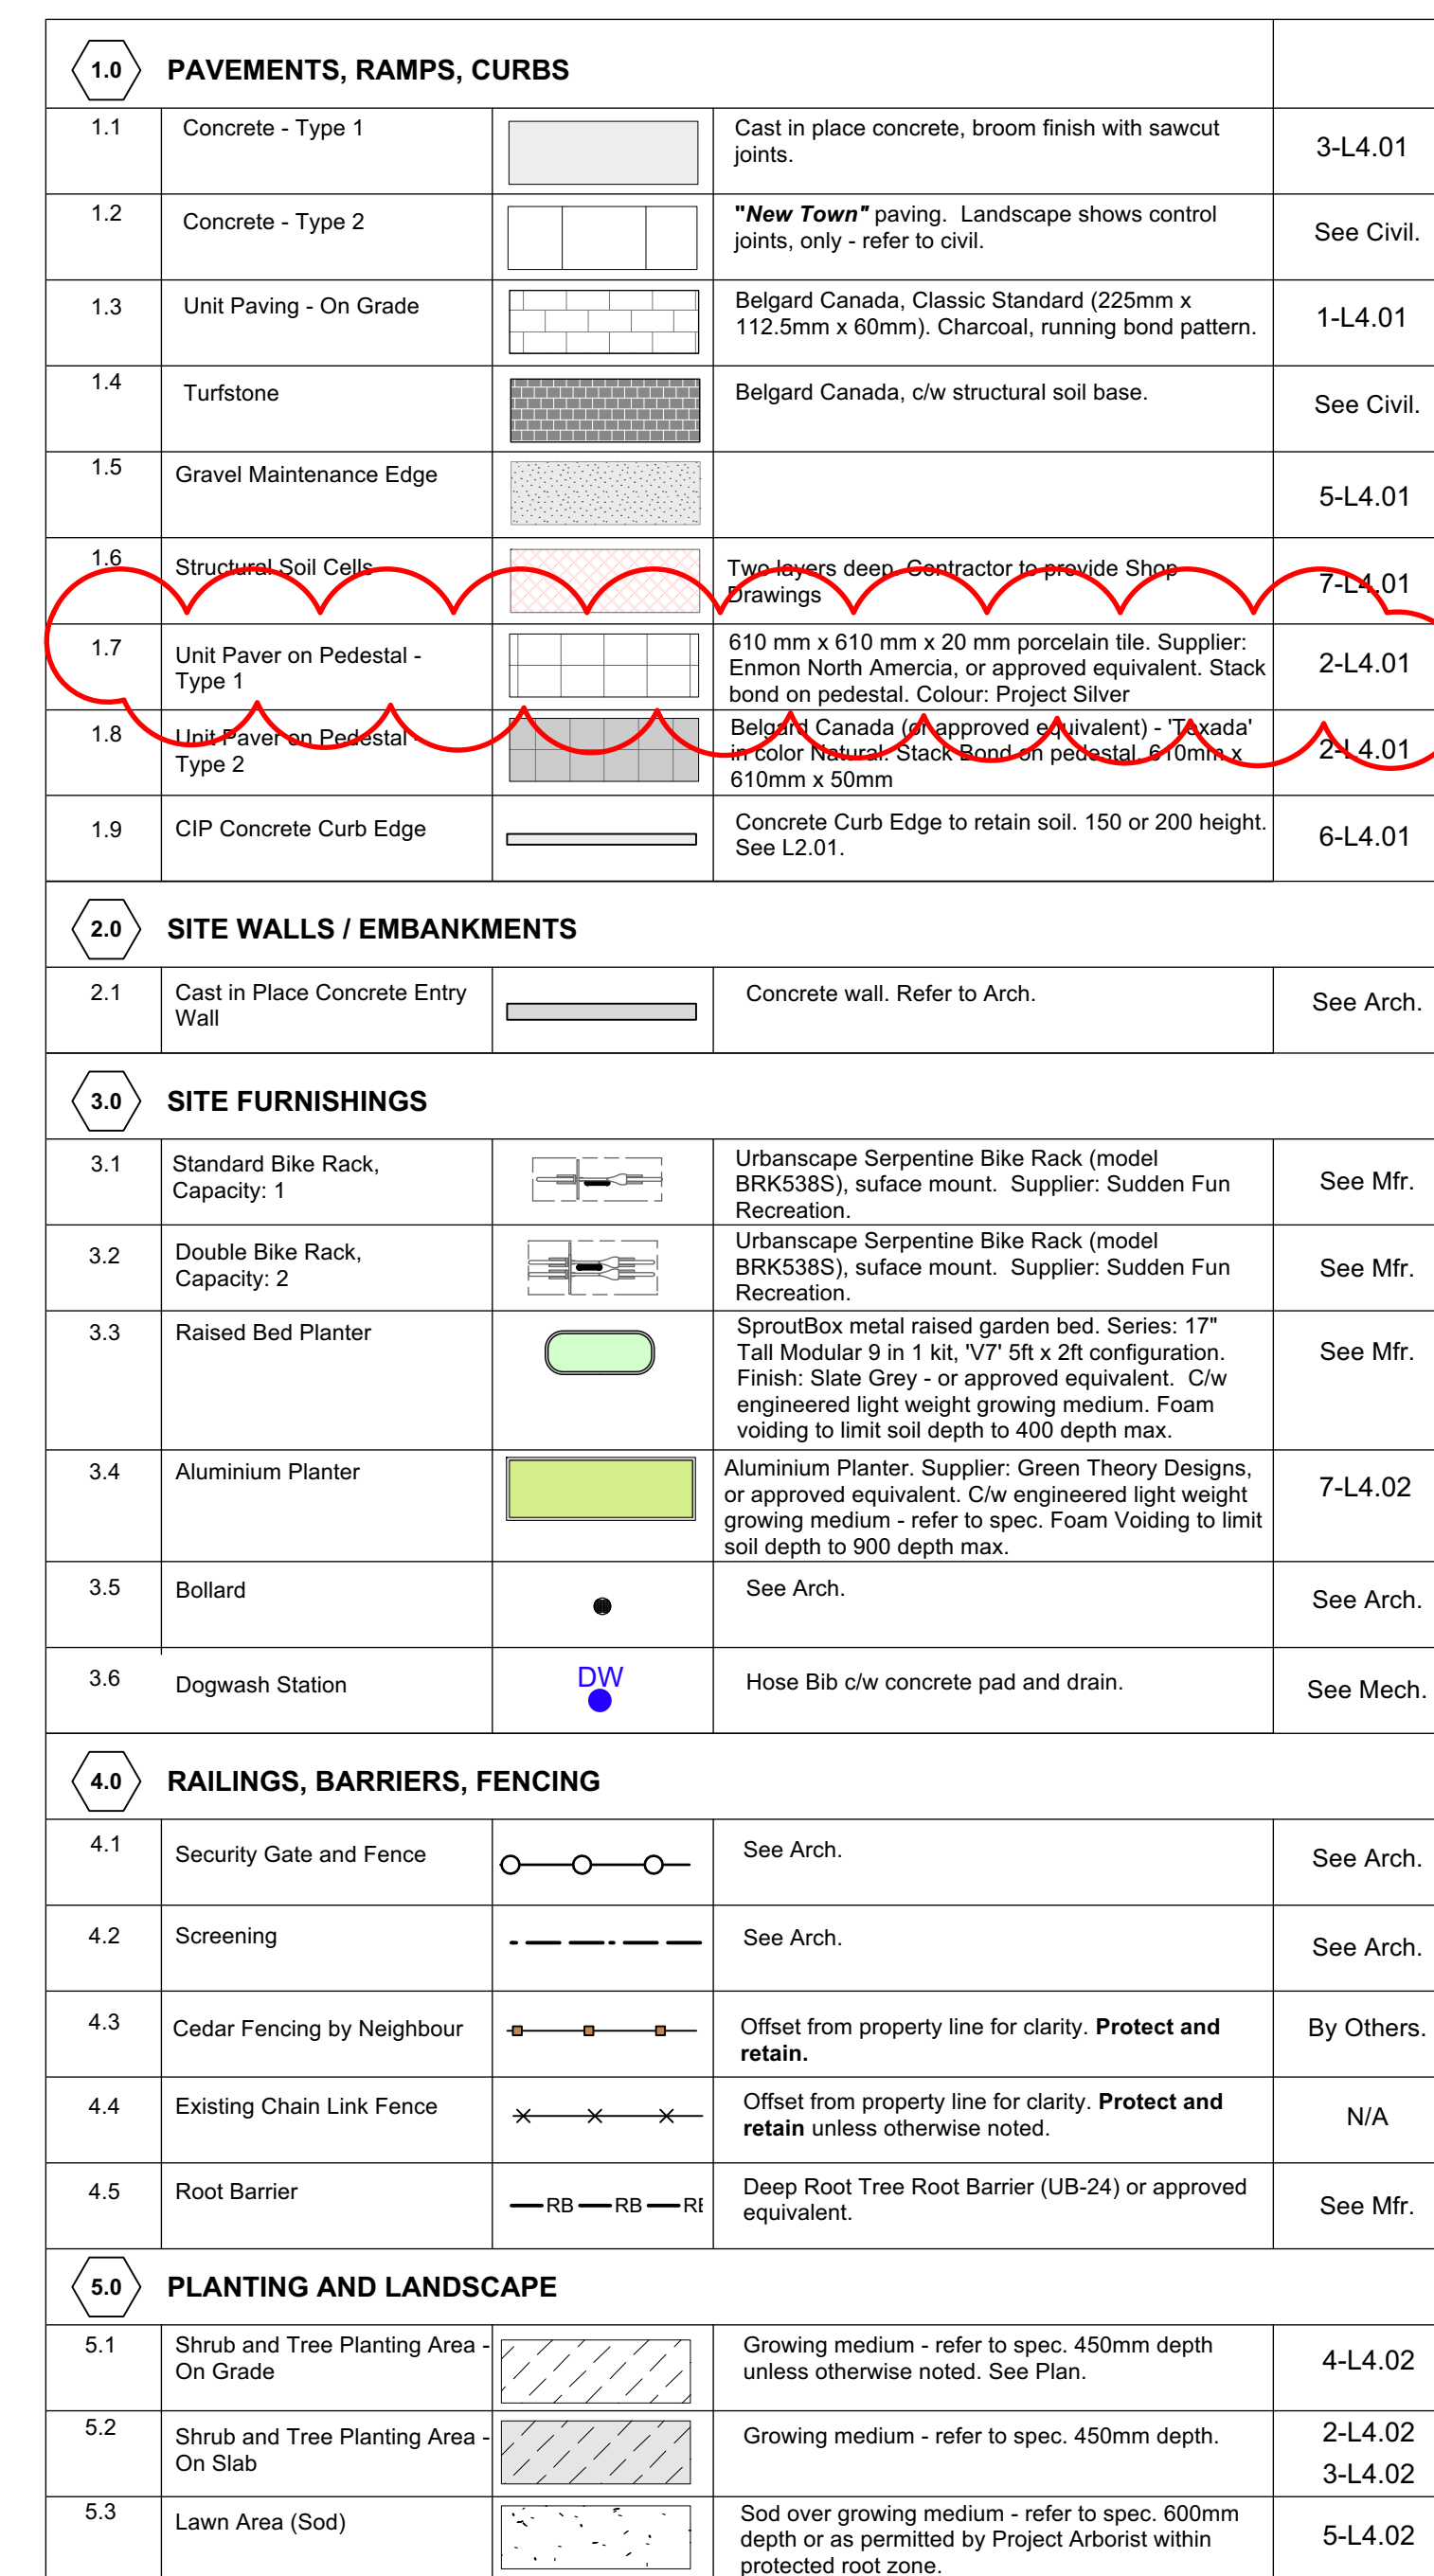 1.0 PAVEMENTS, RAMPS, CURBS
1.1 Concrete - Type 1
Cast in place concrete, broom finish with sawcut
joints.
3-L4.01
1.2 Concrete - Type 2
"New Town" paving. Landscape shows control
joints, only - refer to civil.
See Civil.
1.3 Unit Paving - On Grade
Belgard Canada, Classic Standard (225mm x
112.5mm x 60mm). Charcoal, running bond pattern.
1-L4.01
1.4 Turfstone
Belgard Canada, c/w structural soil base.
See Civil.
1.5 Gravel Maintenance Edge
5-L4.01
1.6 Structural Soil Cells
Two layers deep. Contractor to provide Shop
Drawings
7-L4.01
1.7 Unit Paver on Pedestal -
Type 1
610 mm x 610 mm x 20 mm porcelain tile. Supplier:
Enmon North Amercia, or approved equivalent. Stack
bond on pedestal. Colour: Project Silver
2-L4.01
1.8 Unit Paver on Pedestal -
Type 2
Belgard Canada (or approved equivalent) - 'Texada'
in color Natural. Stack Bond on pedestal. 610mm x
610mm x 50mm
2-L4.01
1.9 CIP Concrete Curb Edge
Concrete Curb Edge to retain soil. 150 or 200 height.
See L2.01.
6-L4.01
2.0 SITE WALLS / EMBANKMENTS
2.1 Cast in Place Concrete Entry
Wall
Concrete wall. Refer to Arch.
See Arch.
3.0 SITE FURNISHINGS
3.1 Standard Bike Rack,
Capacity: 1
Urbanscape Serpentine Bike Rack (model
BRK538S), suface mount. Supplier: Sudden Fun
Recreation.
See Mfr.
3.2 Double Bike Rack,
Capacity: 2
Urbanscape Serpentine Bike Rack (model
BRK538S), suface mount. Supplier: Sudden Fun
Recreation.
See Mfr.
3.3 Raised Bed Planter
SproutBox metal raised garden bed. Series: 17"
Tall Modular 9 in 1 kit, 'V7' 5ft x 2ft configuration.
Finish: Slate Grey - or approved equivalent. C/w
engineered light weight growing medium. Foam
voiding to limit soil depth to 400 depth max.
See Mfr.
3.4 Aluminium Planter
Aluminium Planter. Supplier: Green Theory Designs,
or approved equivalent. C/w engineered light weight
growing medium - refer to spec. Foam Voiding to limit
soil depth to 900 depth max.
7-L4.02
3.5 Bollard
See Arch.
See Arch.
3.6 Dogwash Station
DW
Hose Bib c/w concrete pad and drain.
See Mech.
4.0 RAILINGS, BARRIERS, FENCING
4.1 Security Gate and Fence
See Arch.
See Arch.
4.2 Screening
See Arch.
See Arch.
4.3 Cedar Fencing by Neighbour
Offset from property line for clarity. Protect and
retain.
By Others.
4.4 Existing Chain Link Fence
Offset from property line for clarity. Protect and
retain unless otherwise noted.
N/A
4.5 Root Barrier
RB RB RB
Deep Root Tree Root Barrier (UB-24) or approved
equivalent.
See Mfr.
5.0 PLANTING AND LANDSCAPE
5.1 Shrub and Tree Planting Area -
On Grade
Growing medium - refer to spec. 450mm depth
unless otherwise noted. See Plan.
4-L4.02
5.2 Shrub and Tree Planting Area -
On Slab
Growing medium - refer to spec. 450mm depth.
2-L4.02
3-L4.02
5.3 Lawn Area (Sod)
Sod over growing medium - refer to spec. 600mm
depth or as permitted by Project Arborist within
protected root zone.
5-L4.02